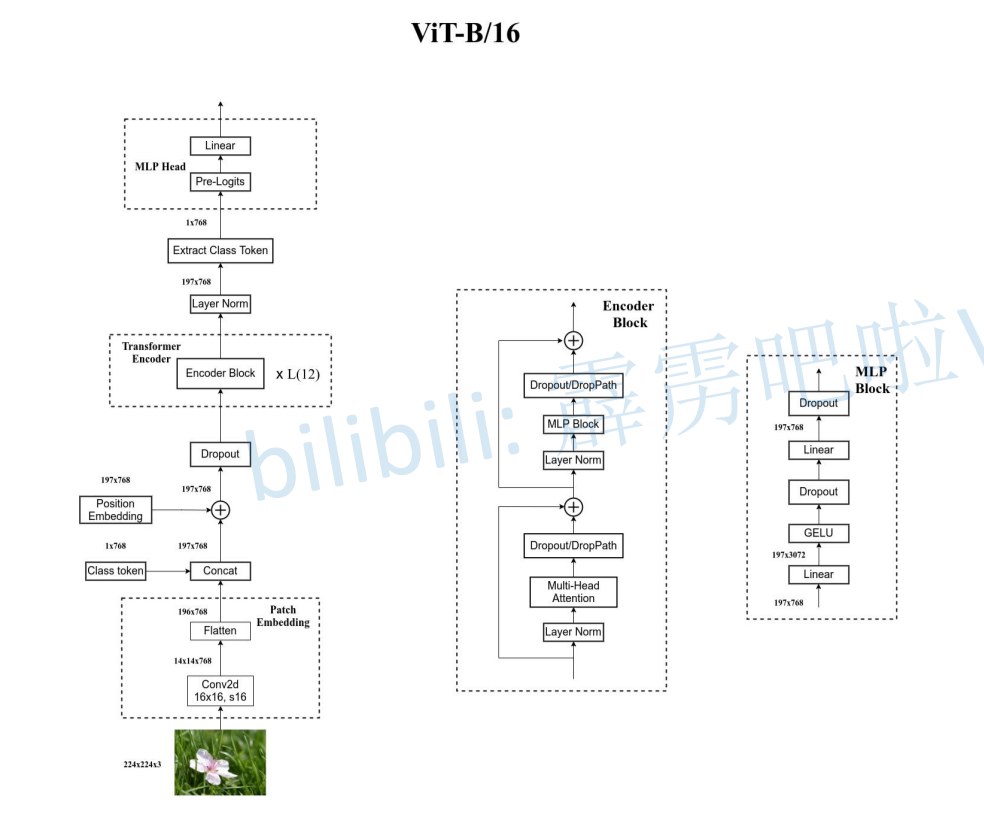 ViT-B/16
Linear
MLP Head
Pre-Logits
1x768
Extract Class Token
197x768
Layer Norm
Transformer
Encoder
Encoder Block
x L(12)
Dropout
197x768
197x768
Position
Embedding
1x768
197x768
Class token
Concat
196x768
Patch
Embedding
Flatten
14x14x768
Conv2d
16x16, s16
224x224x3
Encoder
Block
Dropout/DropPath
MLP Block
Layer Norm
Dropout/DropPath
Multi-Head
Attention
Layer Norm
MLP
Block
Dropout
197x768
Linear
Dropout
GELU
197x3072
Linear
197x768
bilibili: 霹雳吧啦W